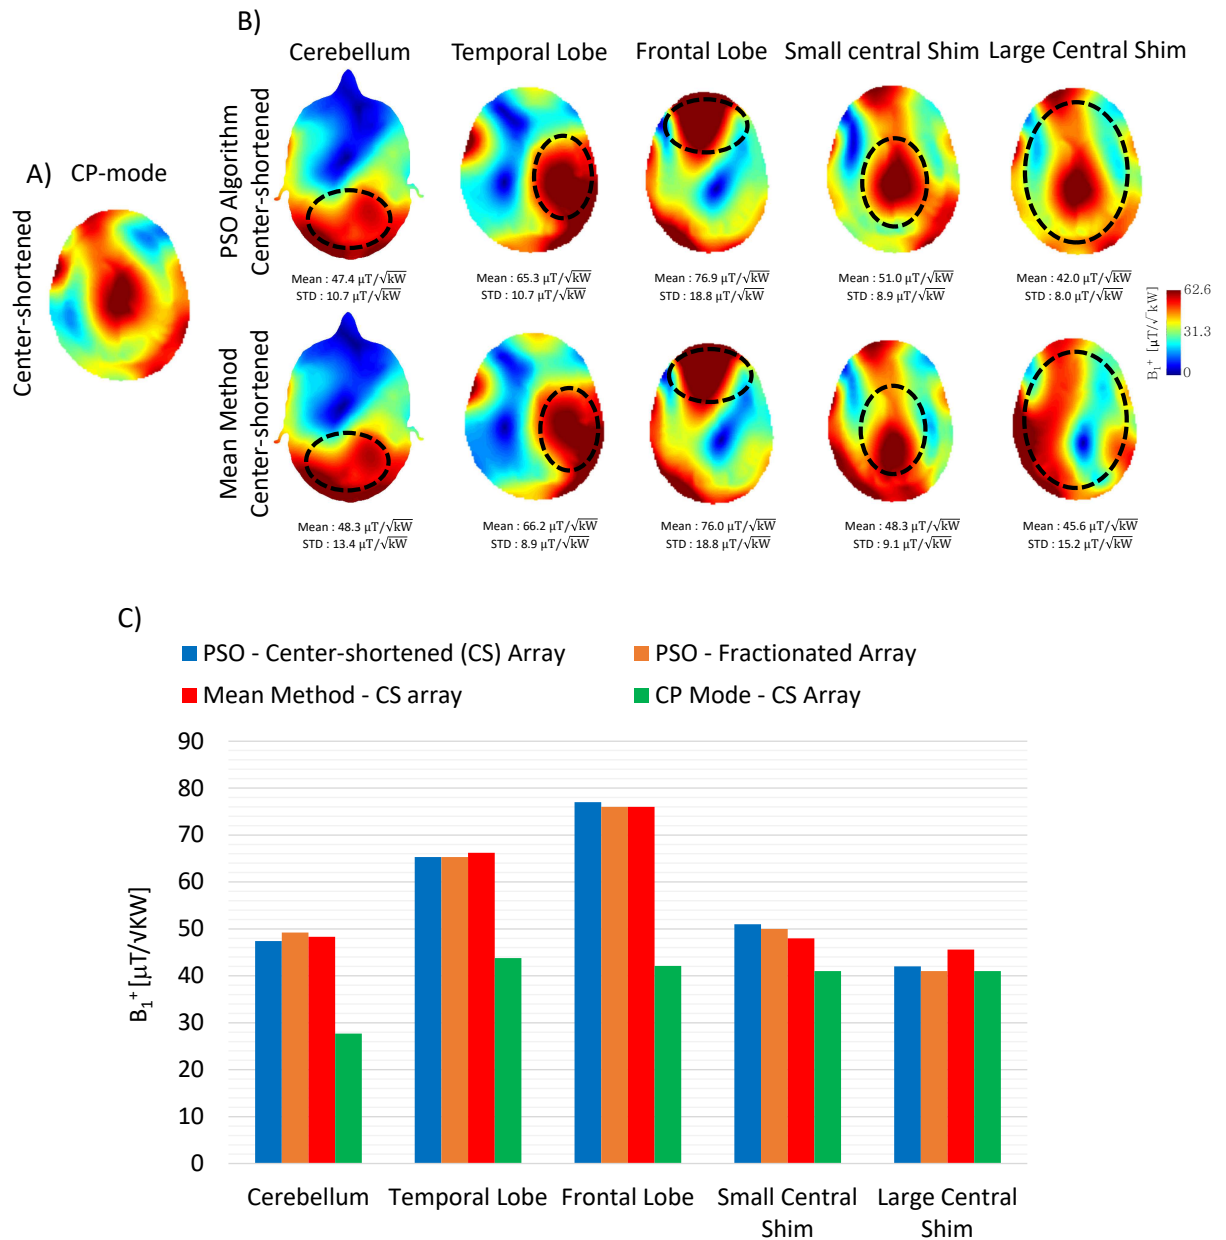 B)
Cerebellum
Temporal Lobe
Frontal Lobe
Small central Shim
Large Central Shim
PSO Algorithm
Center-shortened
A)
CP-mode
Center-shortened
Mean : 47.4 μT/√kW
STD : 10.7 μT/√kW
Mean : 65.3 μT/√kW
STD : 10.7 μT/√kW
Mean : 76.9 μT/√kW
STD : 18.8 μT/√kW
Mean : 51.0 μT/√kW
STD : 8.9 μT/√kW
Mean : 42.0 μT/√kW
STD : 8.0 μT/√kW
B₁⁺ [μT/√kW]
62.6
31.3
0
Mean Method
Center-shortened
Mean : 48.3 μT/√kW
STD : 13.4 μT/√kW
Mean : 66.2 μT/√kW
STD : 8.9 μT/√kW
Mean : 76.0 μT/√kW
STD : 18.8 μT/√kW
Mean : 48.3 μT/√kW
STD : 9.1 μT/√kW
Mean : 45.6 μT/√kW
STD : 15.2 μT/√kW
C)
PSO - Center-shortened (CS) Array
PSO - Fractionated Array
Mean Method - CS array
CP Mode - CS Array
B₁⁺ [μT/√KW]
90
80
70
60
50
40
30
20
10
0
Cerebellum
Temporal Lobe
Frontal Lobe
Small Central
Shim
Large Central
Shim